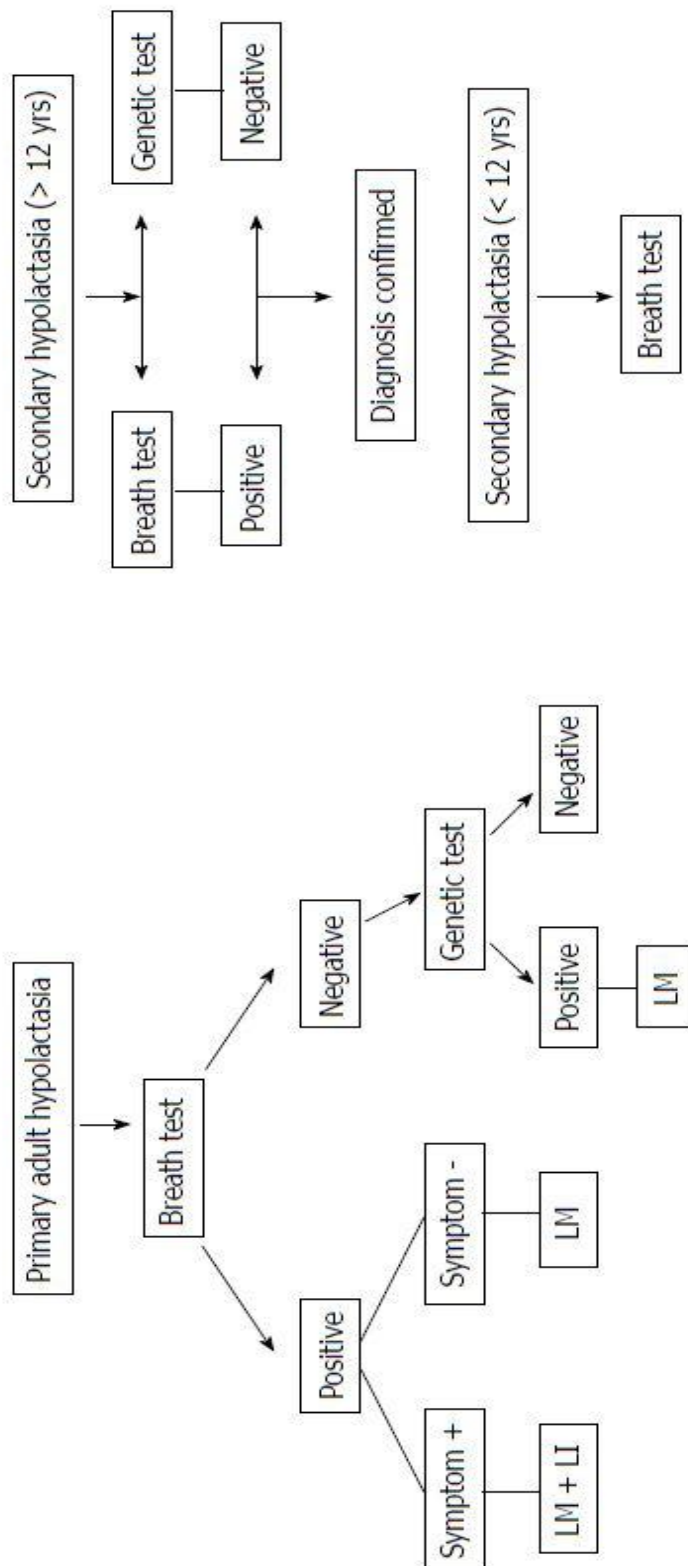 Primary adult hypolactasia
Breath test
Positive
Negative
Symptom +
Symptom -
Genetic test
LM + LI
LM
Positive
Negative
LM
Secondary hypolactasia (> 12 yrs)
Breath test
Genetic test
Positive
Negative
Diagnosis confirmed
Secondary hypolactasia (< 12 yrs)
Breath test